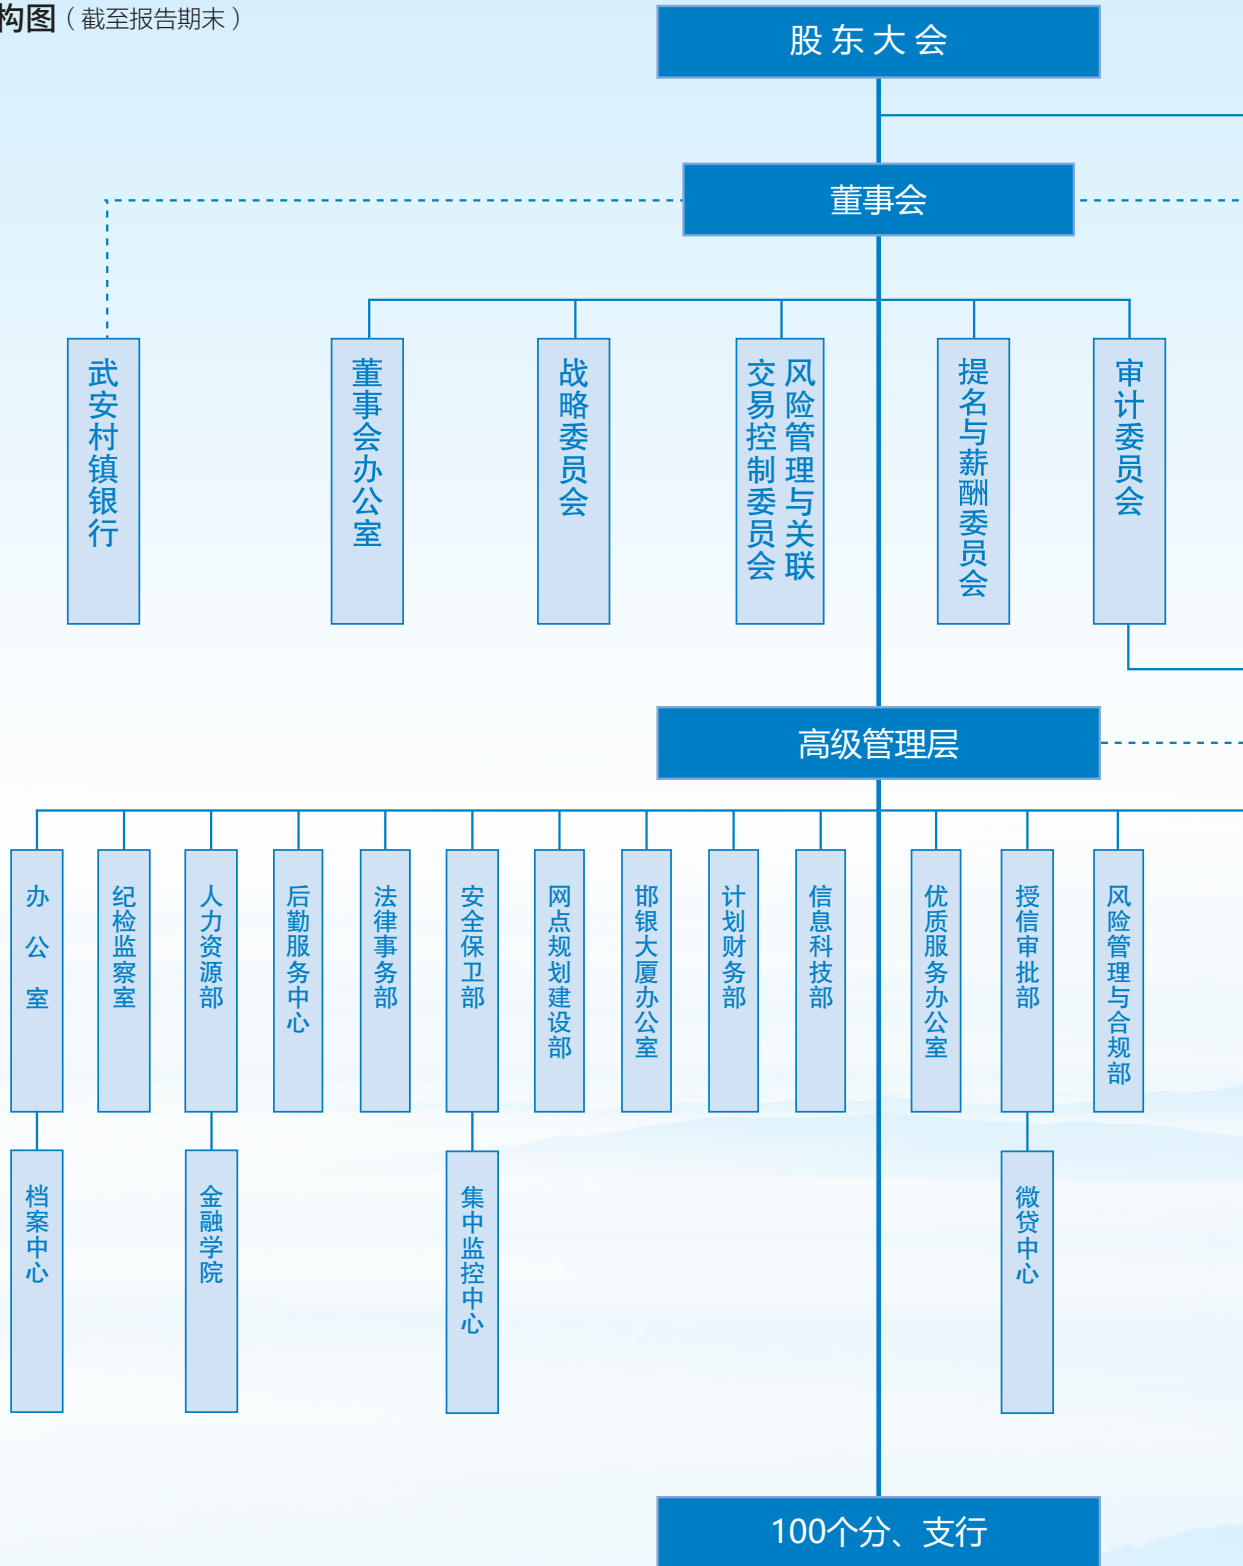 构图（截至报告期末）
股东大会
董事会
武安村镇银行
董事会办公室
战略委员会
风险管理与关联
交易控制委员会
提名与薪酬委员会
审计委员会
高级管理层
办公室
纪检监察室
人力资源部
后勤服务中心
法律事务部
安全保卫部
网点规划建设部
邯银大厦办公室
计划财务部
信息科技部
优质服务办公室
授信审批部
风险管理与合规部
档案中心
金融学院
集中监控中心
微贷中心
100个分、支行